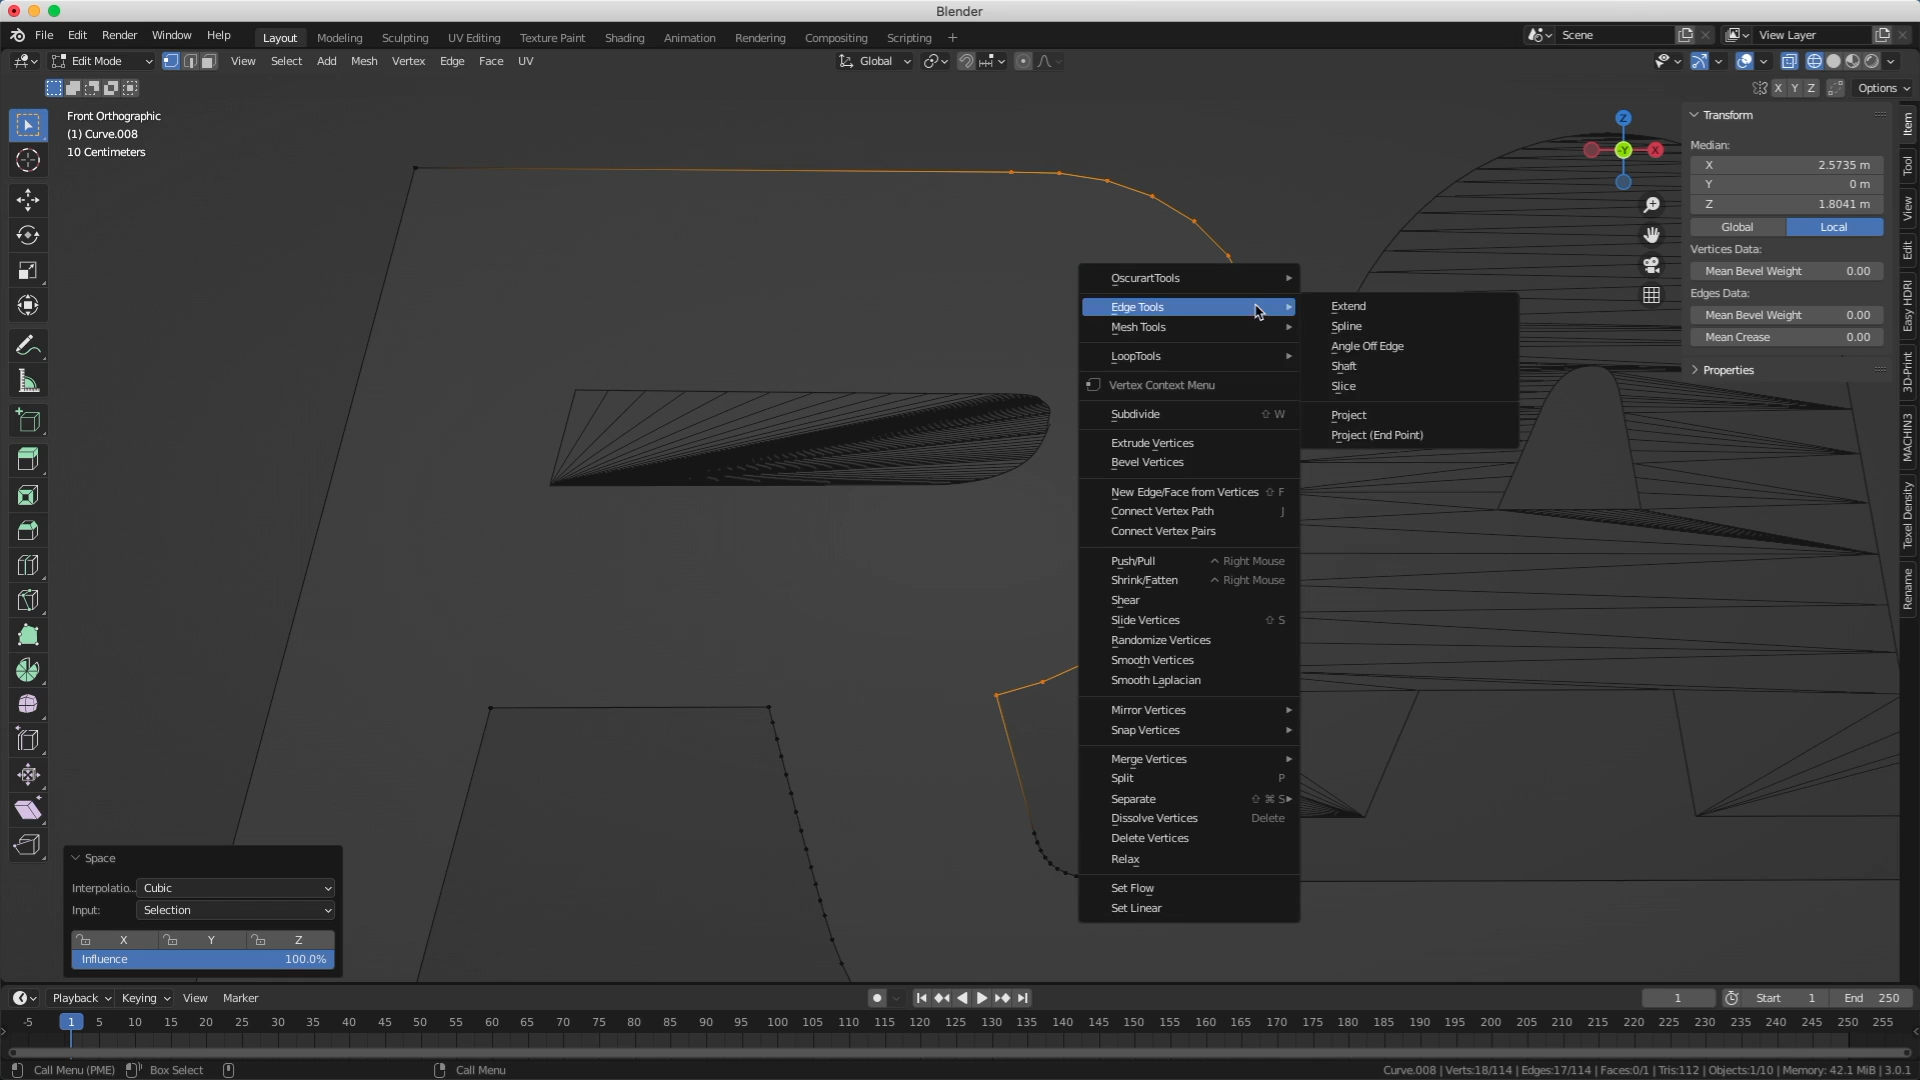 Blender
File Edit Render Window Help Layout Modeling Sculpting UV Editing Texture Paint Shading Animation Rendering Compositing Scripting + Scene View Layer
Edit Mode View Select Add Mesh Vertex Edge Face UV Global
X Y Z Options
Front Orthographic
(1) Curve.008
10 Centimeters
Z
-Y
X
Transform
Median:
X 2.5735 m
Y 0 m
Z 1.8041 m
Global Local
Vertices Data:
Mean Bevel Weight 0.00
Edges Data:
Mean Bevel Weight 0.00
Mean Crease 0.00
Properties
Item
Tool
View
Edit
Easy HDRI
3D-Print
MACHIN3
Texel Density
Rename
OscurartTools
Edge Tools
Mesh Tools
LoopTools
Vertex Context Menu
Subdivide ⇧ W
Extrude Vertices
Bevel Vertices
New Edge/Face from Vertices ⇧ F
Connect Vertex Path J
Connect Vertex Pairs
Push/Pull ^ Right Mouse
Shrink/Fatten ^ Right Mouse
Shear
Slide Vertices ⇧ S
Randomize Vertices
Smooth Vertices
Smooth Laplacian
Mirror Vertices
Snap Vertices
Merge Vertices
Split P
Separate ⇧ ⌘ S
Dissolve Vertices Delete
Delete Vertices
Relax
Set Flow
Set Linear
Extend
Spline
Angle Off Edge
Shaft
Slice
Project
Project (End Point)
Space
Interpolatio... Cubic
Input: Selection
X Y Z
Influence 100.0%
Playback Keying View Marker 1 Start 1 End 250
-5 1 5 10 15 20 25 30 35 40 45 50 55 60 65 70 75 80 85 90 95 100 105 110 115 120 125 130 135 140 145 150 155 160 165 170 175 180 185 190 195 200 205 210 215 220 225 230 235 240 245 250 255
Call Menu (PME) Box Select Call Menu Curve.008 | Verts:18/114 | Edges:17/114 | Faces:0/1 | Tris:112 | Objects:1/10 | Memory: 42.1 MiB | 3.0.1